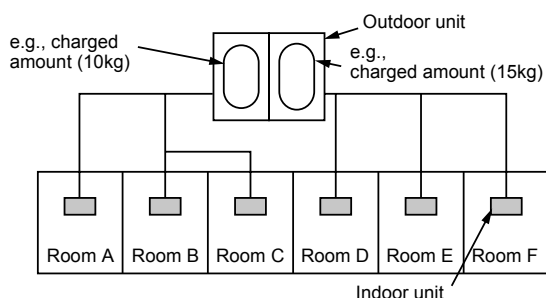 Outdoor unit
e.g., charged
amount (10kg)
e.g.,
charged amount (15kg)
Room A
Room B
Room C
Room D
Room E
Room F
Indoor unit